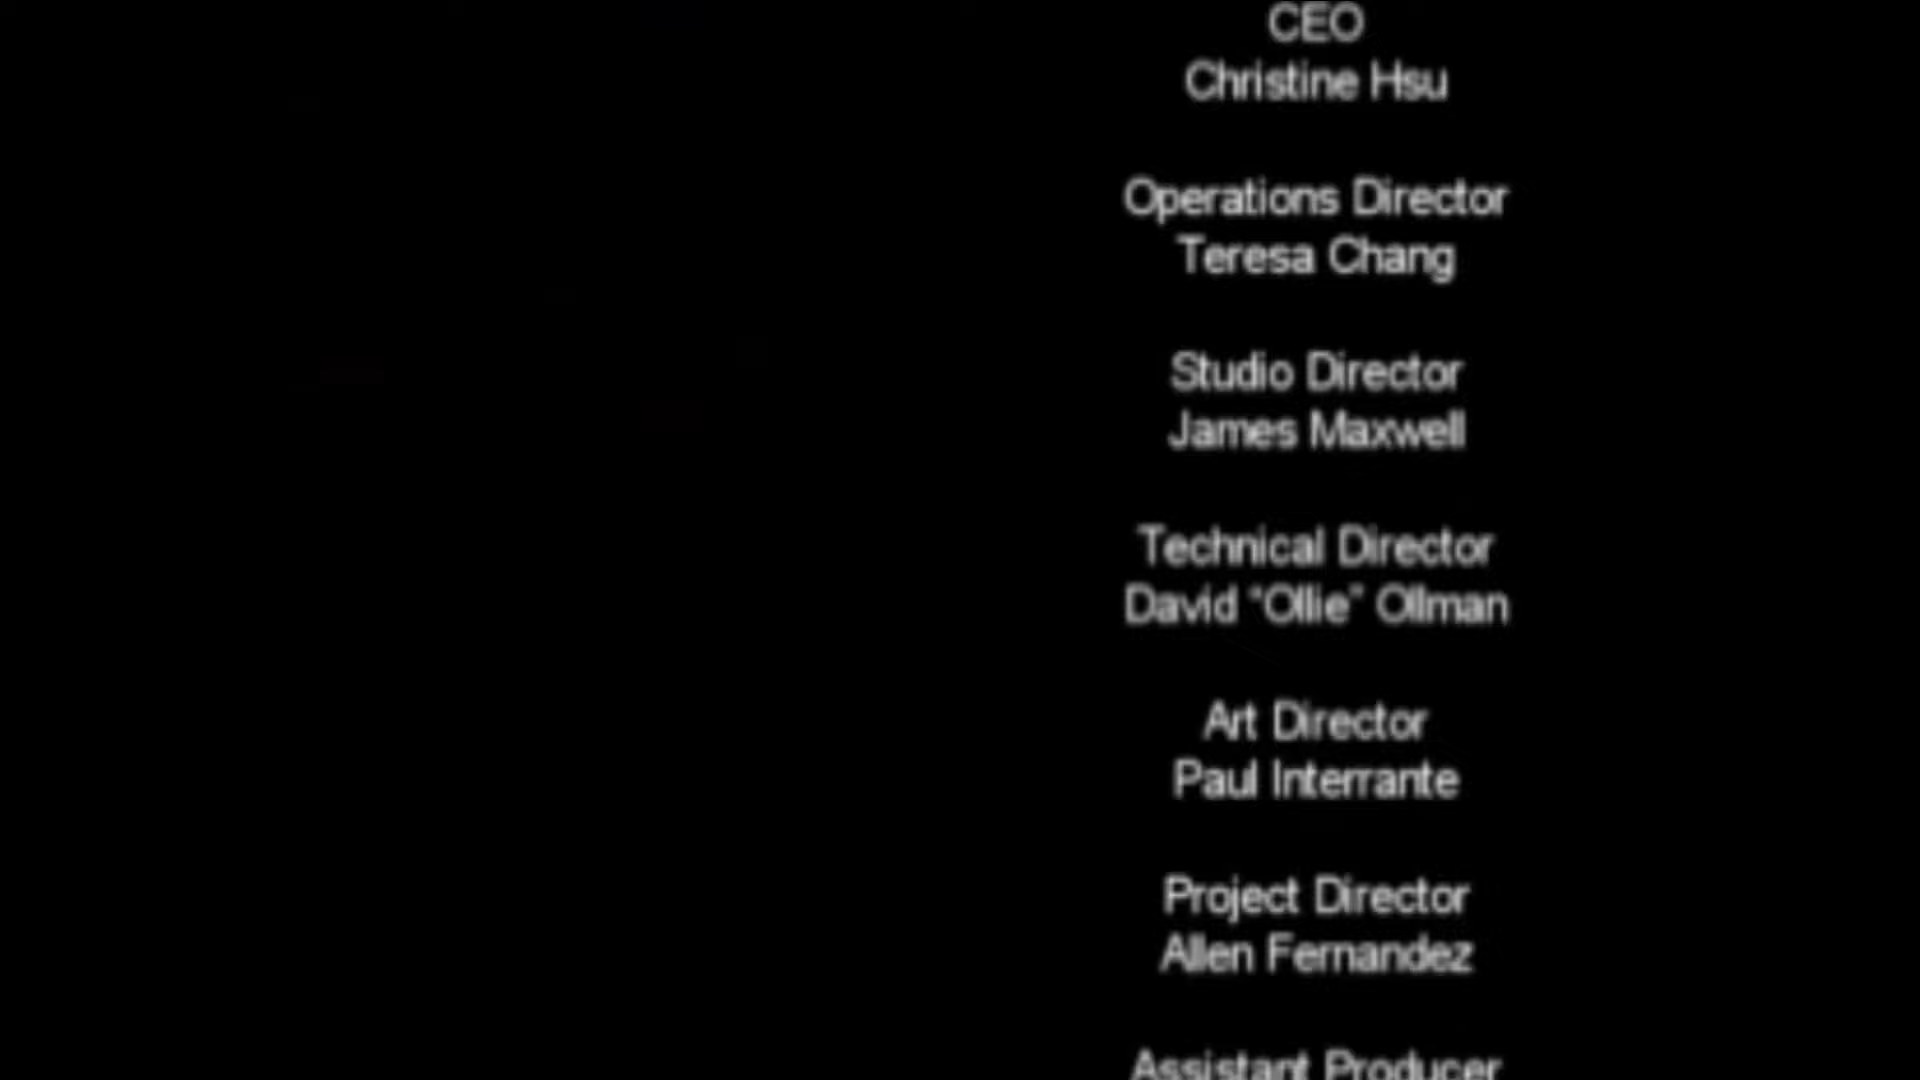 CEO
Christine Hsu
Operations Director
Teresa Chang
Studio Director
James Maxwell
Technical Director
David “Ollie” Ollman
Art Director
Paul Interrante
Project Director
Allen Fernandez
Assistant Producer